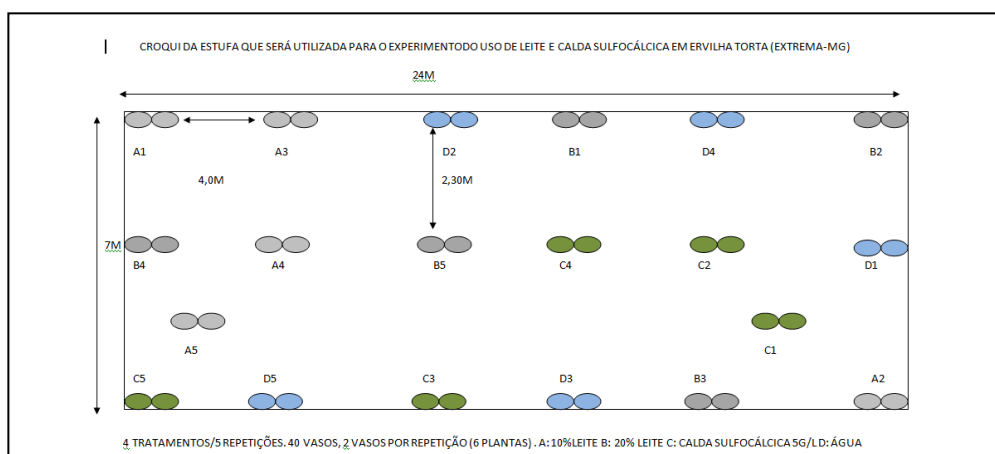 CROQUI DA ESTUFA QUE SERÁ UTILIZADA PARA O EXPERIMENTODO USO DE LEITE E CALDA SULFOCÁLCICA EM ERVILHA TORTA (EXTREMA-MG)
24M
A1 A3 D2 B1 D4 B2
4,0M 2,30M
7M
B4 A4 B5 C4 C2 D1
A5 C1
C5 D5 C3 D3 B3 A2
4 TRATAMENTOS/5 REPETIÇÕES. 40 VASOS, 2 VASOS POR REPETIÇÃO (6 PLANTAS) . A: 10%LEITE B: 20% LEITE C: CALDA SULFOCÁLCICA 5G/L D: ÁGUA